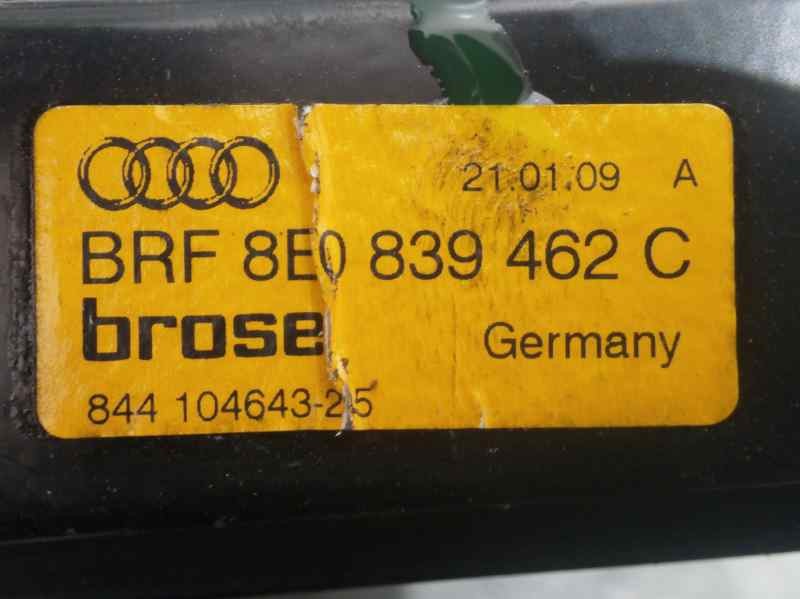 21.01.09 A
BRF 8E0 839 462 C
brose Germany
844 104643-25